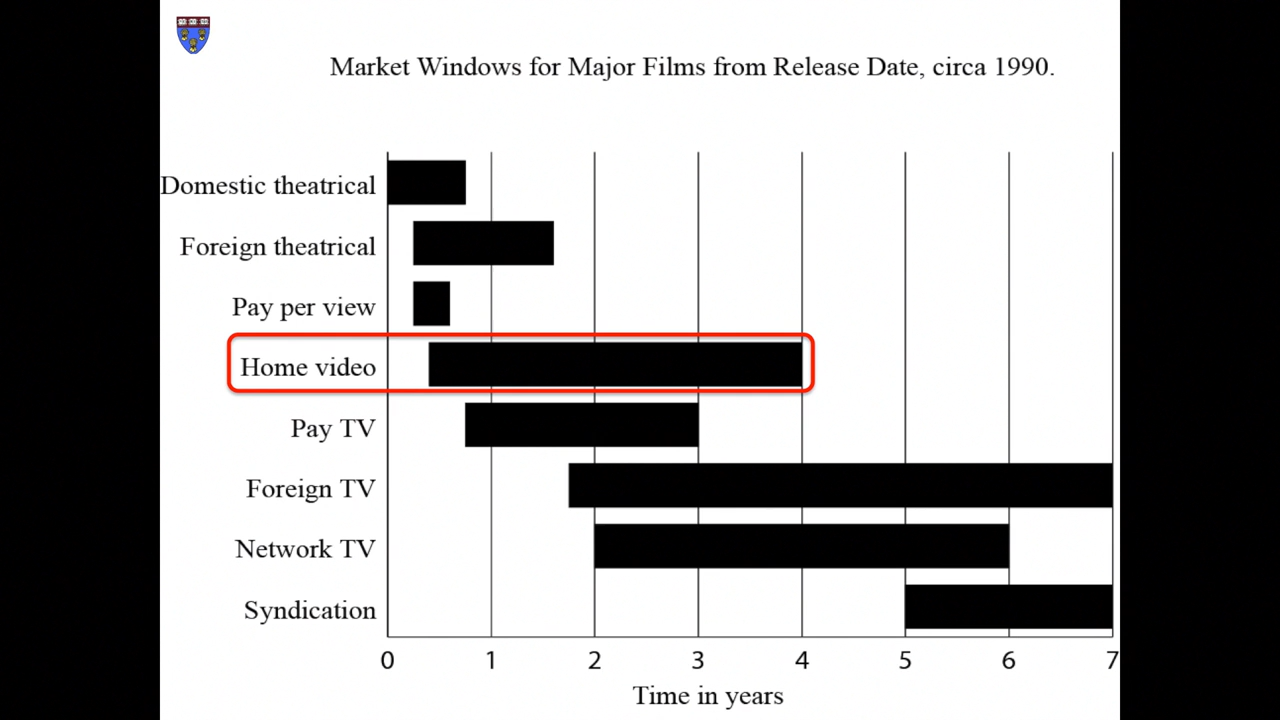 Market Windows for Major Films from Release Date, circa 1990.
Domestic theatrical
Foreign theatrical
Pay per view
Home video
Pay TV
Foreign TV
Network TV
Syndication
0 1 2 3 4 5 6 7
Time in years